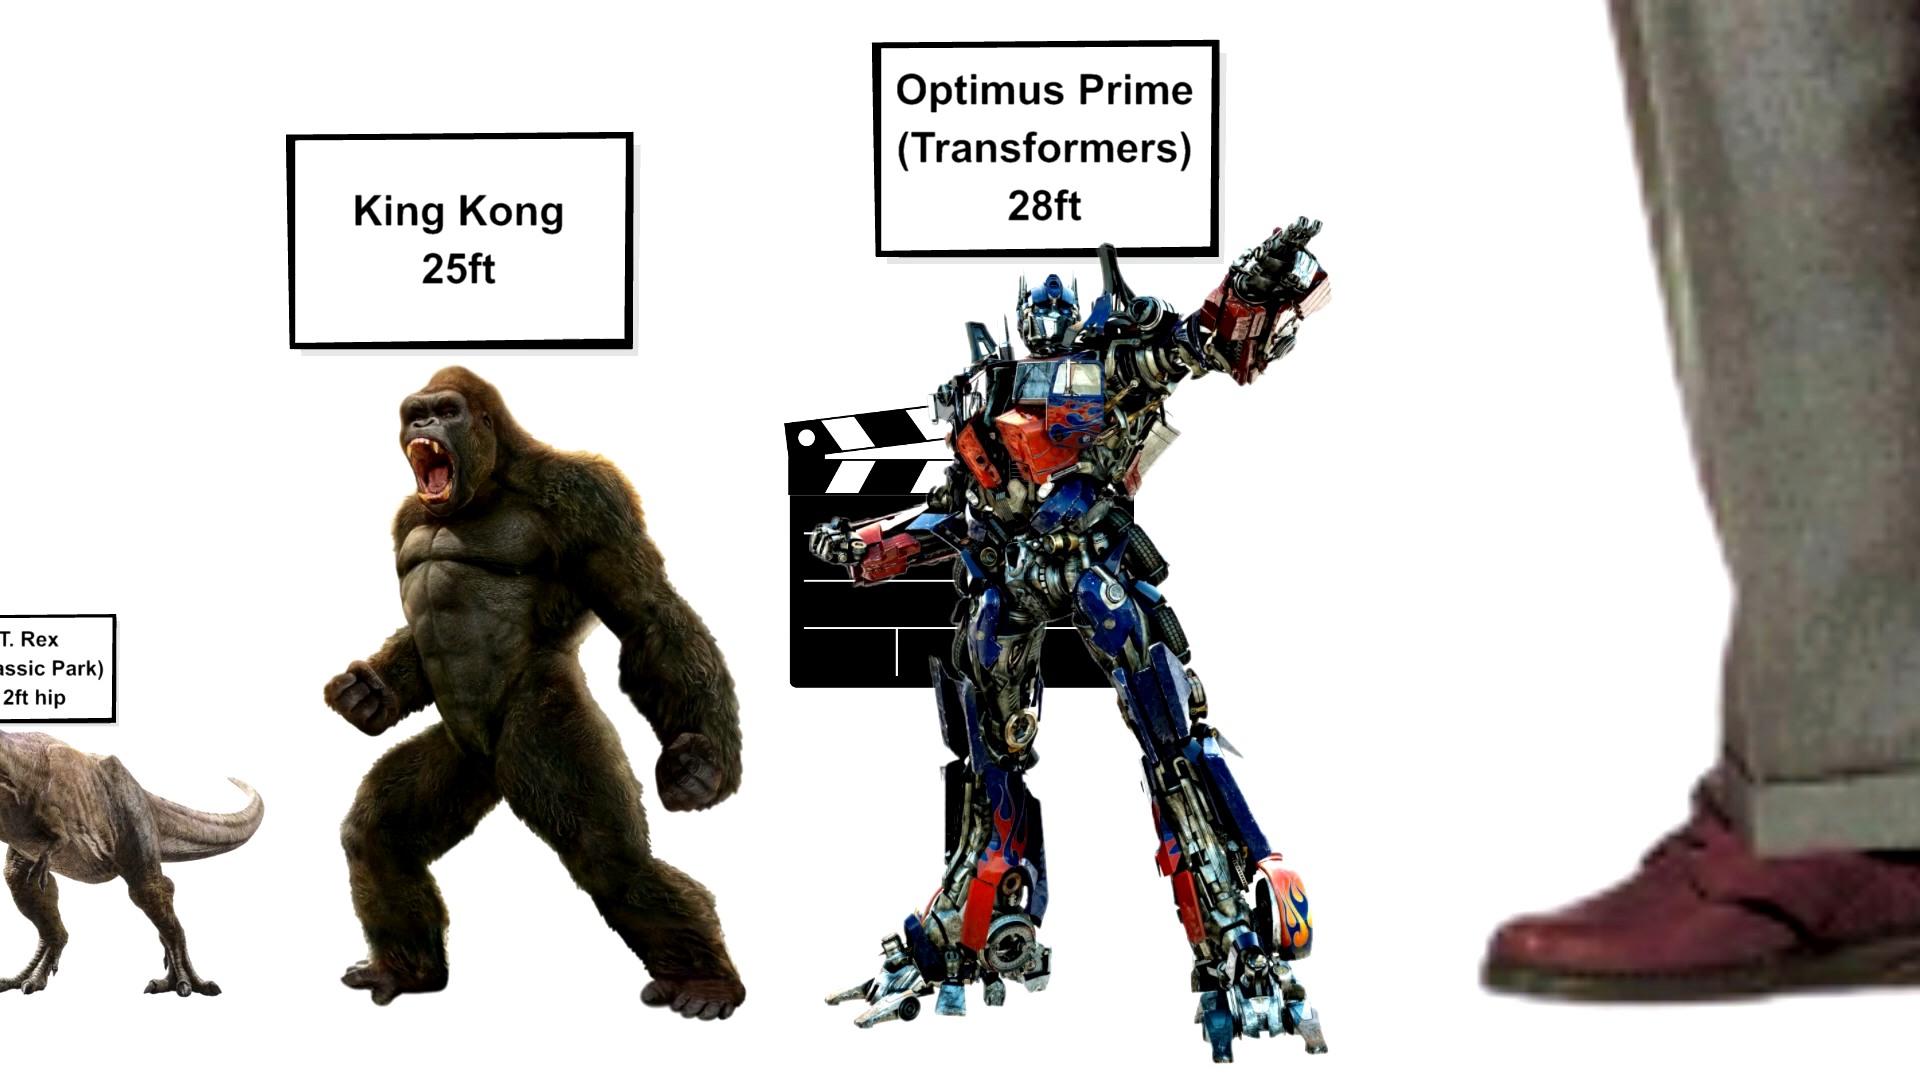 King Kong
25ft
Optimus Prime
(Transformers)
28ft
T. Rex
assic Park)
2ft hip